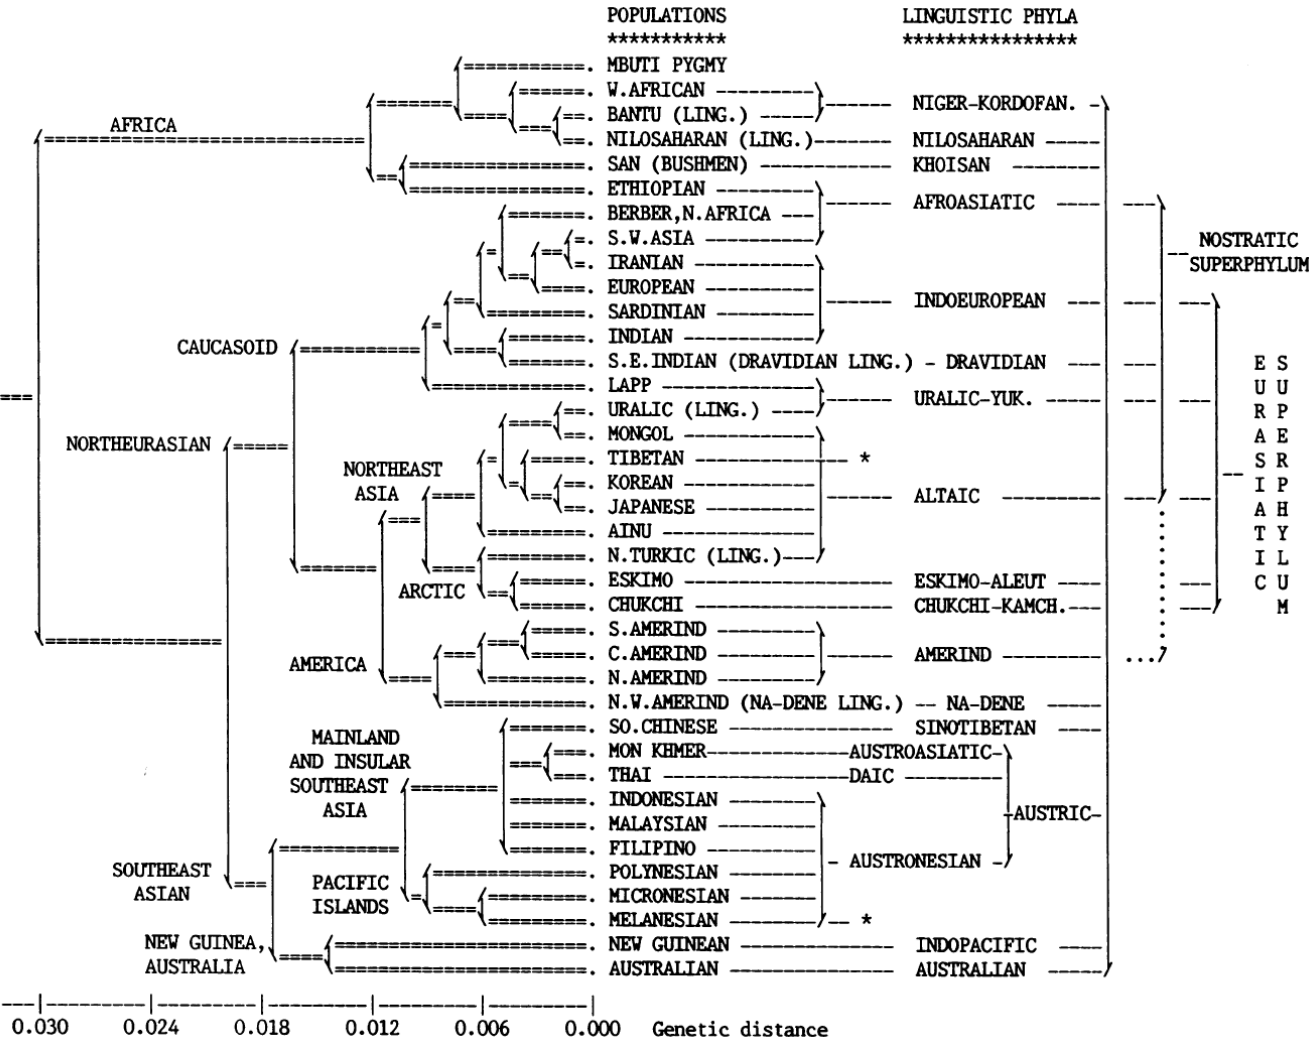 POPULATIONS LINGUISTIC PHYLA
*********** ****************
MBUTI PYGMY
W.AFRICAN
NIGER-KORDOFAN.
BANTU (LING.)
AFRICA
NILOSAHARAN (LING.) NILOSAHARAN
SAN (BUSHMEN) KHOISAN
ETHIOPIAN
AFROASIATIC
BERBER,N.AFRICA
S.W.ASIA NOSTRATIC
IRANIAN SUPERPHYLUM
EUROPEAN
INDOEUROPEAN
SARDINIAN
INDIAN
CAUCASOID
S.E.INDIAN (DRAVIDIAN LING.) - DRAVIDIAN
LAPP
URALIC-YUK.
URALIC (LING.)
MONGOL
NORTHEURASIAN
TIBETAN *
NORTHEAST
ASIA
KOREAN
ALTAIC
JAPANESE
AINU
N.TURKIC (LING.)
ESKIMO ESKIMO-ALEUT
ARCTIC
CHUKCHI CHUKCHI-KAMCH.
EURASIATIC
SUPERPHYLUM
S.AMERIND
C.AMERIND AMERIND
AMERICA
N.AMERIND
N.W.AMERIND (NA-DENE LING.) -- NA-DENE
SO.CHINESE SINOTIBETAN
MAINLAND
AND INSULAR
SOUTHEAST
ASIA
MON KHMER AUSTROASIATIC
THAI DAIC
INDONESIAN
AUSTRIC
MALAYSIAN
FILIPINO
AUSTRONESIAN
SOUTHEAST
ASIAN
POLYNESIAN
PACIFIC
ISLANDS
MICRONESIAN
MELANESIAN *
NEW GUINEA,
AUSTRALIA
NEW GUINEAN INDOPACIFIC
AUSTRALIAN AUSTRALIAN
0.030 0.024 0.018 0.012 0.006 0.000 Genetic distance